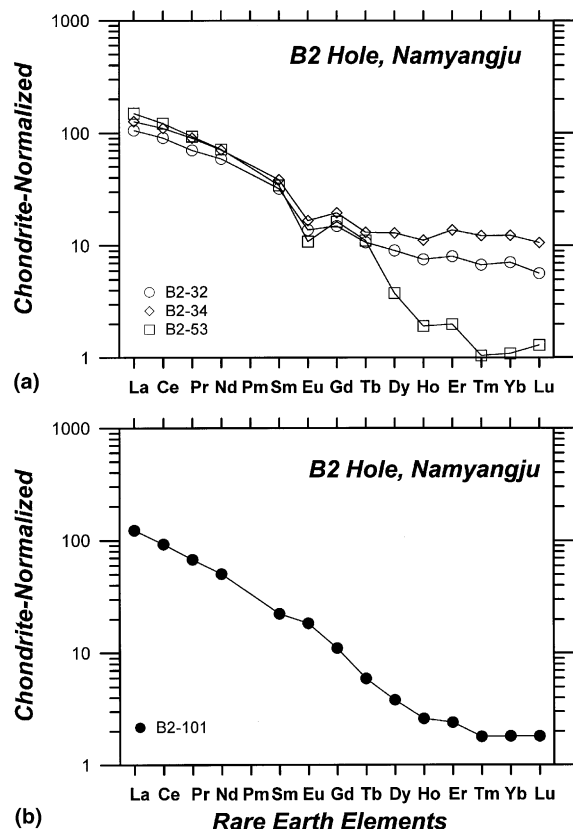 1000
B2 Hole, Namyangju
100
Chondrite-Normalized
10
B2-32
B2-34
B2-53
1
(a)
La Ce Pr Nd Pm Sm Eu Gd Tb Dy Ho Er Tm Yb Lu
1000
B2 Hole, Namyangju
100
Chondrite-Normalized
10
B2-101
1
La Ce Pr Nd Pm Sm Eu Gd Tb Dy Ho Er Tm Yb Lu
(b)
Rare Earth Elements